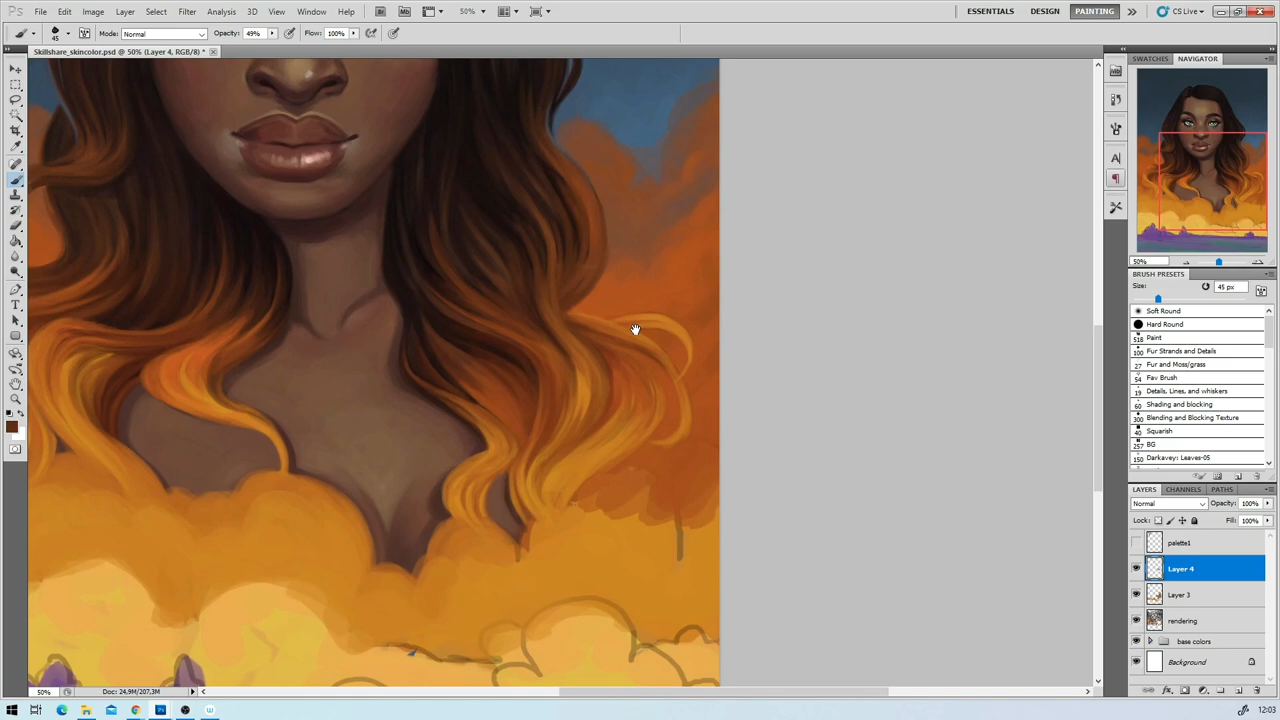 Ps File Edit Image Layer Select Filter Analysis 3D View Window Help Mb 50% ESSENTIALS DESIGN PAINTING CS Live
45 Mode: Normal Opacity: 49% Flow: 100%
Skillshare_skincolor.psd @ 50% (Layer 4, RGB/8) *
SWATCHES NAVIGATOR
50%
BRUSH PRESETS
Size: 45 px
Soft Round
Hard Round
518 Paint
100 Fur Strands and Details
27 Fur and Moss/grass
54 Fav Brush
19 Details, Lines, and whiskers
60 Shading and blocking
300 Blending and Blocking Texture
40 Squarish
257 BG
150 Darkavey: Leaves-05
LAYERS CHANNELS PATHS
Normal Opacity: 100%
Lock: Fill: 100%
palette1
Layer 4
Layer 3
rendering
base colors
Background
50% Doc: 24,9M/207,3M
12:03